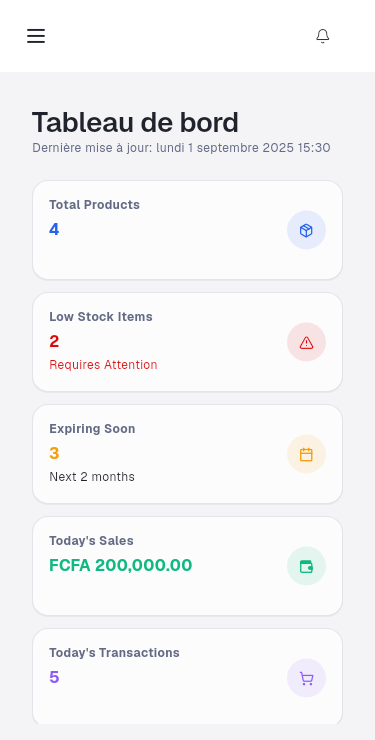 Tableau de bord
Dernière mise à jour: lundi 1 septembre 2025 15:30
Total Products
4
Low Stock Items
2
Requires Attention
Expiring Soon
3
Next 2 months
Today's Sales
FCFA 200,000.00
Today's Transactions
5